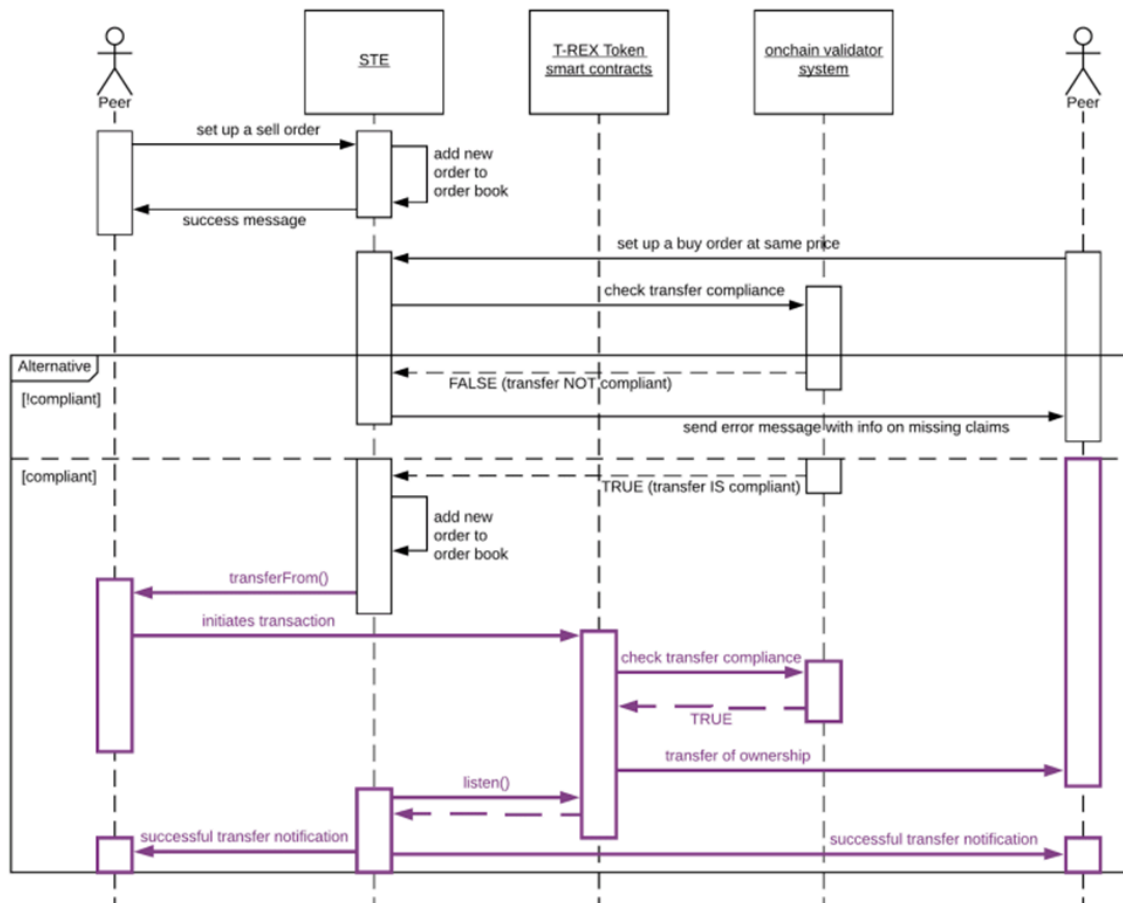 STE
T-REX Token
smart contracts
onchain validator
system
Peer
Peer
set up a sell order
add new
order to
order book
success message
set up a buy order at same price
check transfer compliance
Alternative
FALSE (transfer NOT compliant)
[!compliant]
send error message with info on missing claims
[compliant]
TRUE (transfer IS compliant)
add new
order to
order book
transferFrom()
initiates transaction
check transfer compliance
TRUE
transfer of ownership
listen()
successful transfer notification
successful transfer notification